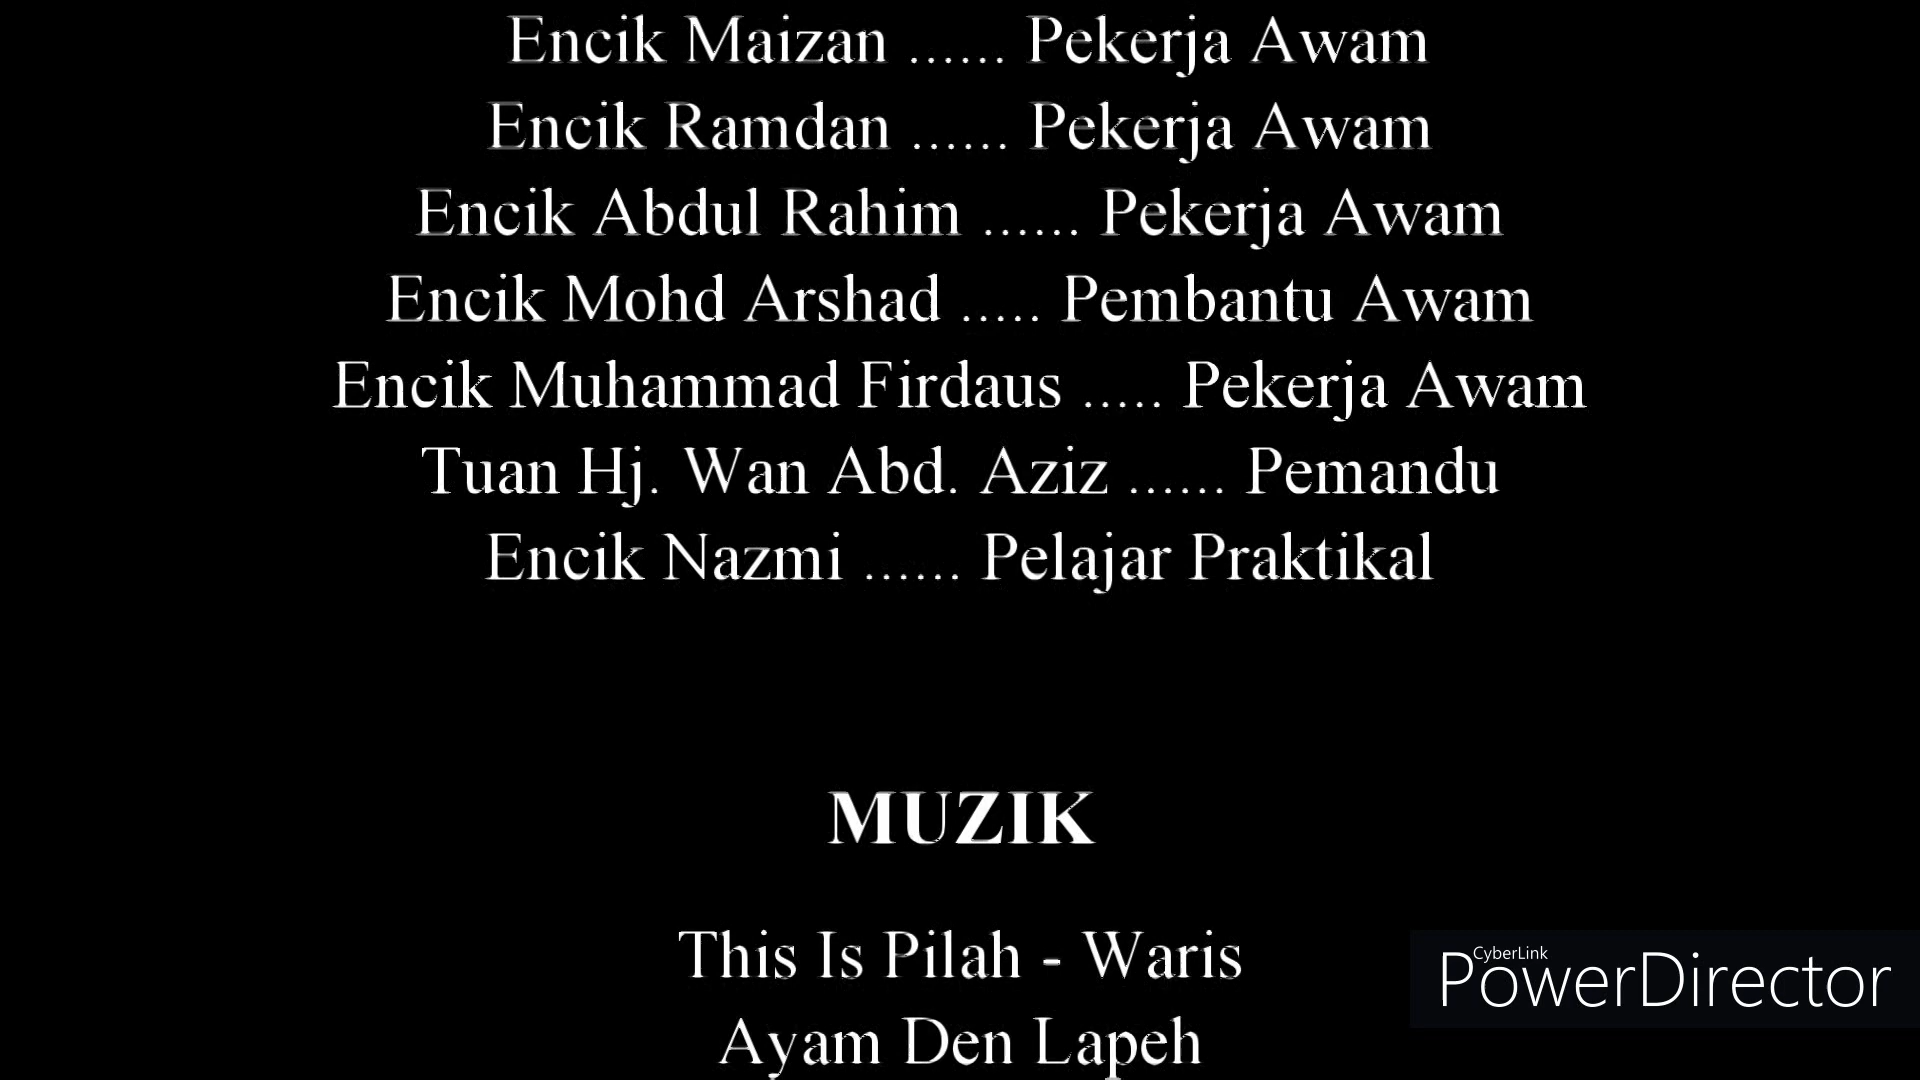 Encik Maizan ...... Pekerja Awam
Encik Ramdan ...... Pekerja Awam
Encik Abdul Rahim ...... Pekerja Awam
Encik Mohd Arshad ..... Pembantu Awam
Encik Muhammad Firdaus ..... Pekerja Awam
Tuan Hj. Wan Abd. Aziz ...... Pemandu
Encik Nazmi ...... Pelajar Praktikal
MUZIK
This Is Pilah - Waris
Ayam Den Lapeh
CyberLink
PowerDirector